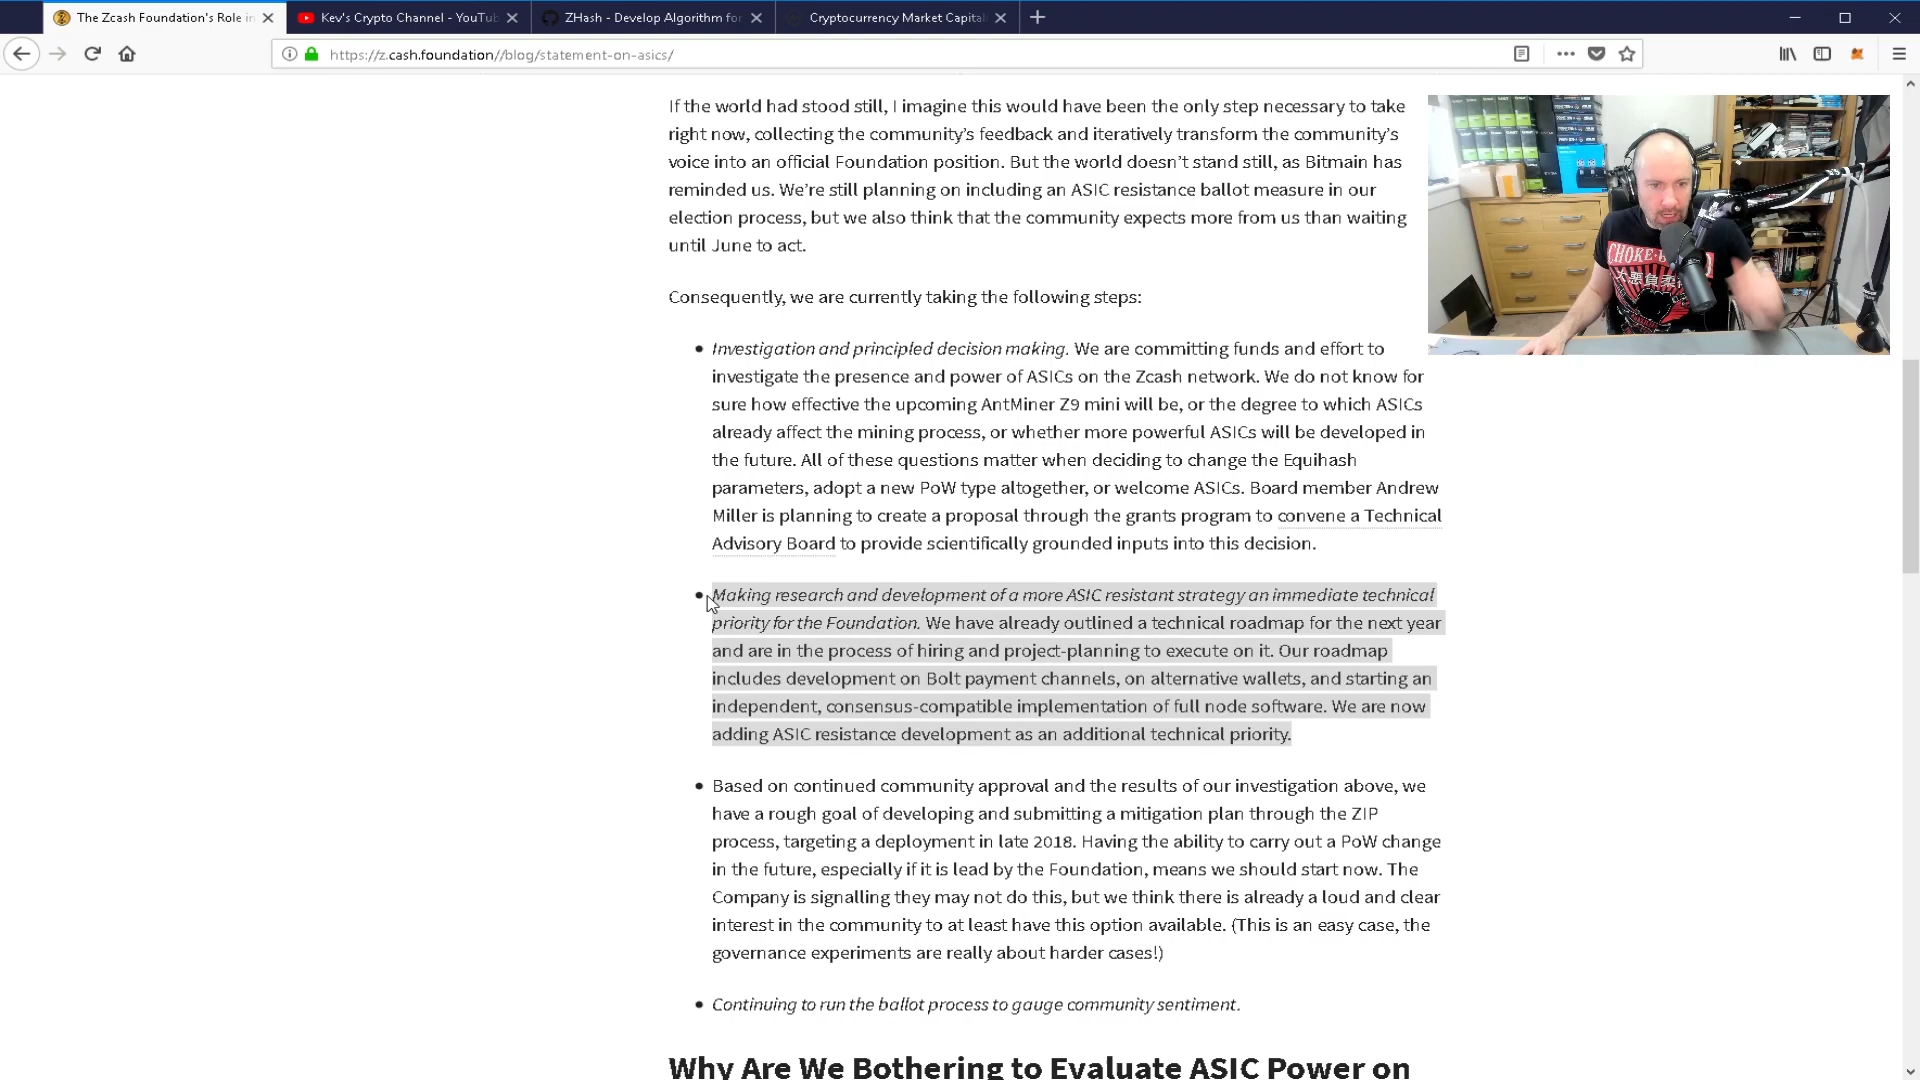 The Zcash Foundation's Role in
Kev's Crypto Channel - YouTub
ZHash - Develop Algorithm for
Cryptocurrency Market Capital
https://z.cash.foundation//blog/statement-on-asics/
If the world had stood still, I imagine this would have been the only step necessary to take
right now, collecting the community’s feedback and iteratively transform the community’s
voice into an official Foundation position. But the world doesn’t stand still, as Bitmain has
reminded us. We’re still planning on including an ASIC resistance ballot measure in our
election process, but we also think that the community expects more from us than waiting
until June to act.
Consequently, we are currently taking the following steps:
Investigation and principled decision making. We are committing funds and effort to
investigate the presence and power of ASICs on the Zcash network. We do not know for
sure how effective the upcoming AntMiner Z9 mini will be, or the degree to which ASICs
already affect the mining process, or whether more powerful ASICs will be developed in
the future. All of these questions matter when deciding to change the Equihash
parameters, adopt a new PoW type altogether, or welcome ASICs. Board member Andrew
Miller is planning to create a proposal through the grants program to convene a Technical
Advisory Board to provide scientifically grounded inputs into this decision.
Making research and development of a more ASIC resistant strategy an immediate technical
priority for the Foundation. We have already outlined a technical roadmap for the next year
and are in the process of hiring and project-planning to execute on it. Our roadmap
includes development on Bolt payment channels, on alternative wallets, and starting an
independent, consensus-compatible implementation of full node software. We are now
adding ASIC resistance development as an additional technical priority.
Based on continued community approval and the results of our investigation above, we
have a rough goal of developing and submitting a mitigation plan through the ZIP
process, targeting a deployment in late 2018. Having the ability to carry out a PoW change
in the future, especially if it is lead by the Foundation, means we should start now. The
Company is signalling they may not do this, but we think there is already a loud and clear
interest in the community to at least have this option available. (This is an easy case, the
governance experiments are really about harder cases!)
Continuing to run the ballot process to gauge community sentiment.
Why Are We Bothering to Evaluate ASIC Power on